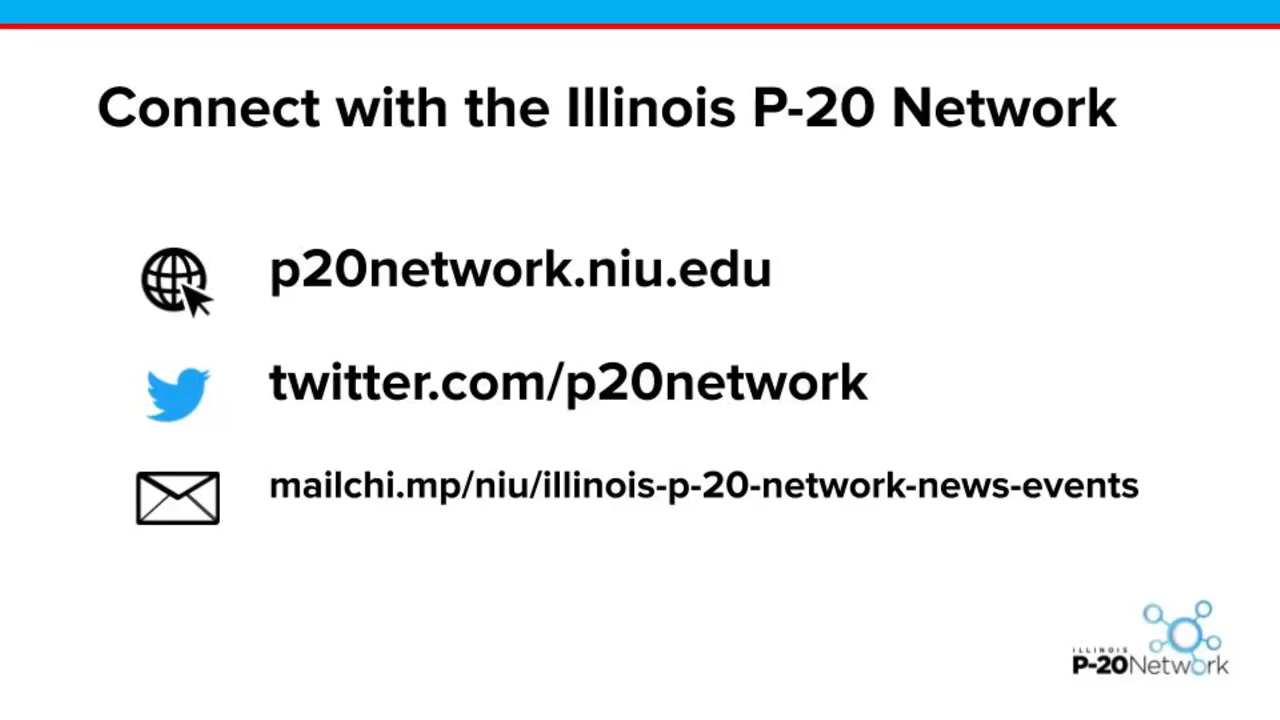 Connect with the Illinois P-20 Network
p20network.niu.edu
twitter.com/p20network
mailchi.mp/niu/illinois-p-20-network-news-events
ILLINOIS
P-20Network